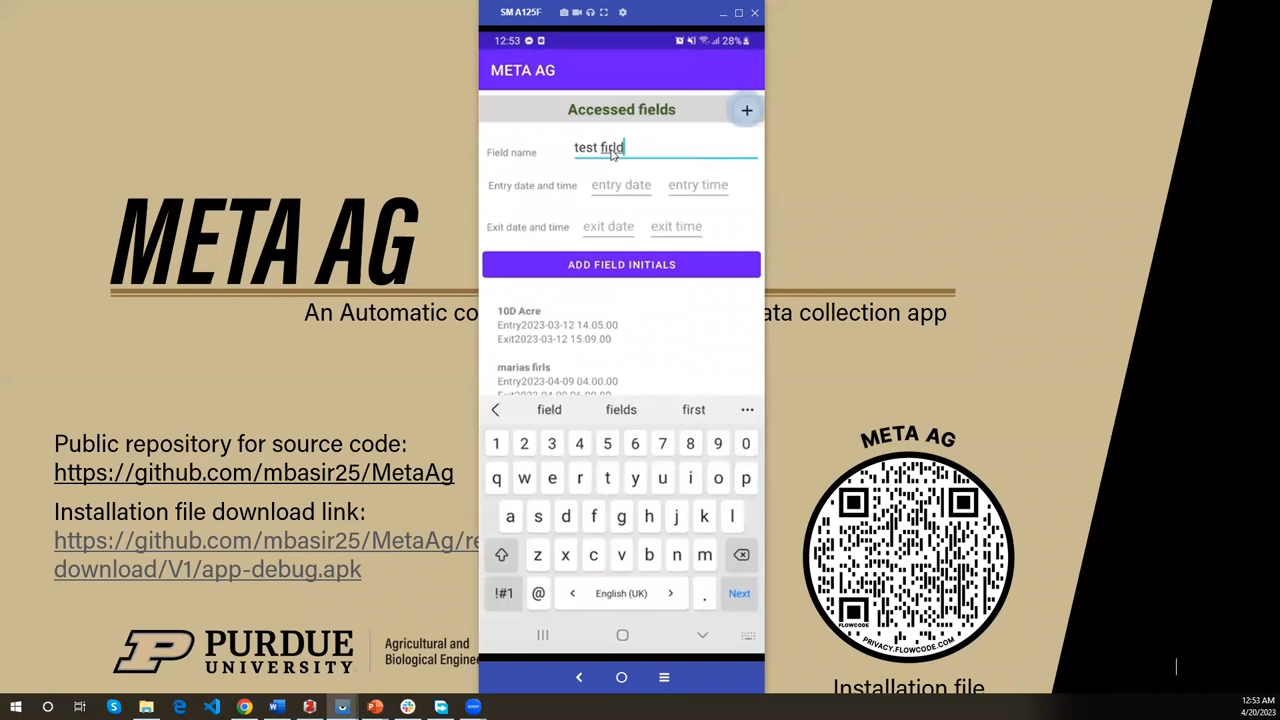 SM A125F
12:53
28%
META AG
Accessed fields
+
Field name
test firld
Entry date and time
entry date
entry time
Exit date and time
exit date
exit time
ADD FIELD INITIALS
10D Acre
Entry2023-03-12 14.05.00
Exit2023-03-12 15.09.00
marias firls
Entry2023-04-09 04.00.00
field
fields
first
1 2 3 4 5 6 7 8 9 0
q w e r t y u i o p
a s d f g h j k l
z x c v b n m
!#1 @ < English (UK) > . Next
META AG
An Automatic co
ata collection app
Public repository for source code:
https://github.com/mbasir25/MetaAg
Installation file download link:
https://github.com/mbasir25/MetaAg/re
download/V1/app-debug.apk
PURDUE
UNIVERSITY
Agricultural and
Biological Enginee
META AG
FLOWCODE
PRIVACY.FLOWCODE.COM
Installation file
12:53 AM
4/20/2023